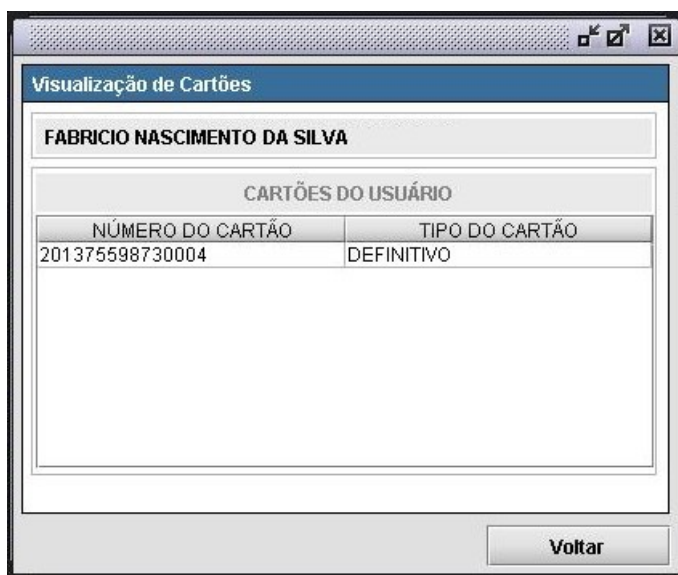 Visualização de Cartões
FABRICIO NASCIMENTO DA SILVA
CARTÕES DO USUÁRIO
NÚMERO DO CARTÃO TIPO DO CARTÃO
201375598730004 DEFINITIVO
Voltar